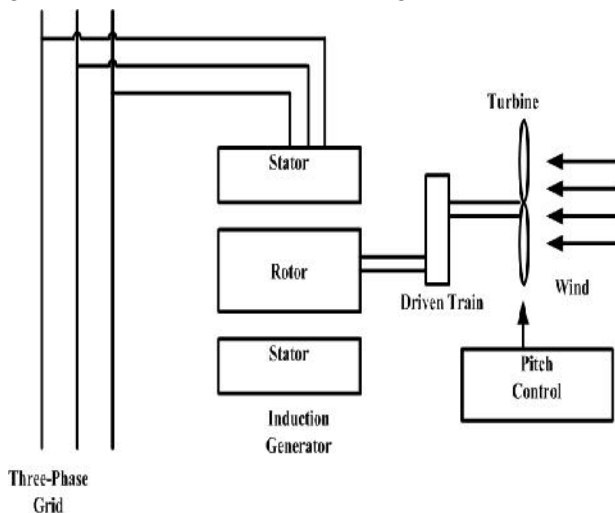 Turbine
Stator
Rotor
Driven Train
Wind
Stator
Pitch
Control
Induction
Generator
Three-Phase
Grid